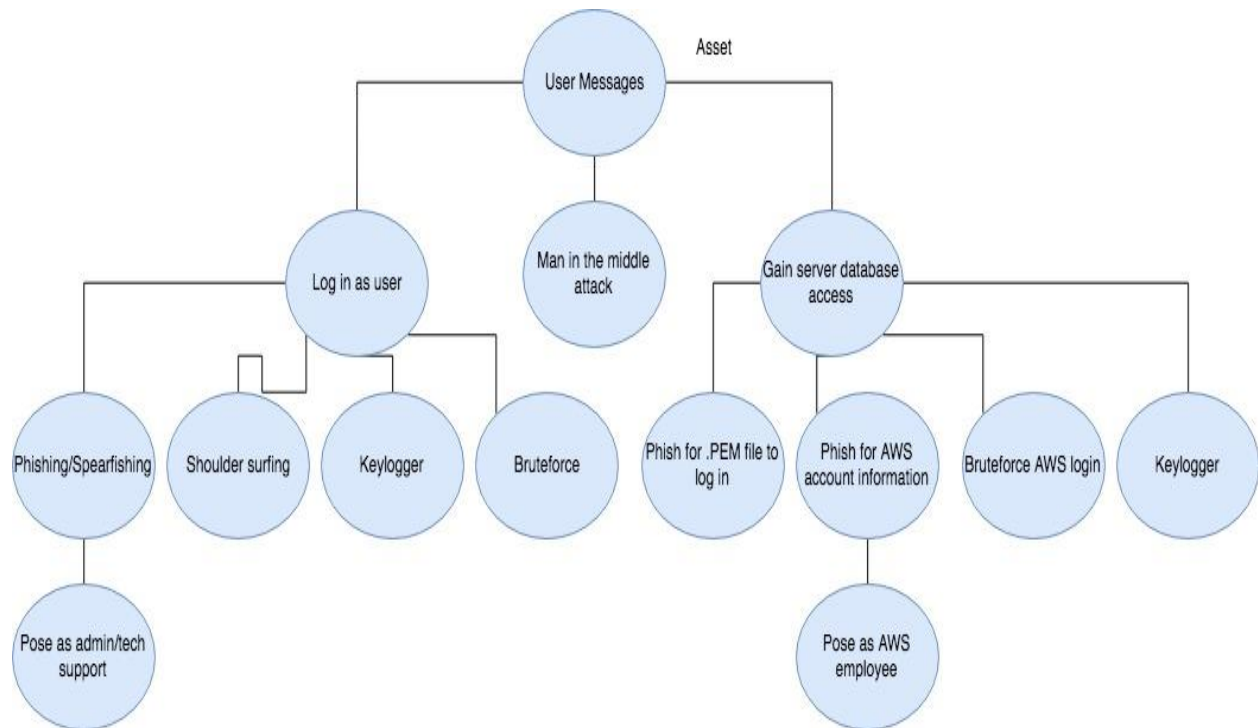 Asset
User Messages
Man in the middle
attack
Log in as user
Gain server database
access
Phishing/Spearfishing
Shoulder surfing
Keylogger
Bruteforce
Phish for .PEM file to
log in
Phish for AWS
account information
Bruteforce AWS login
Keylogger
Pose as admin/tech
support
Pose as AWS
employee